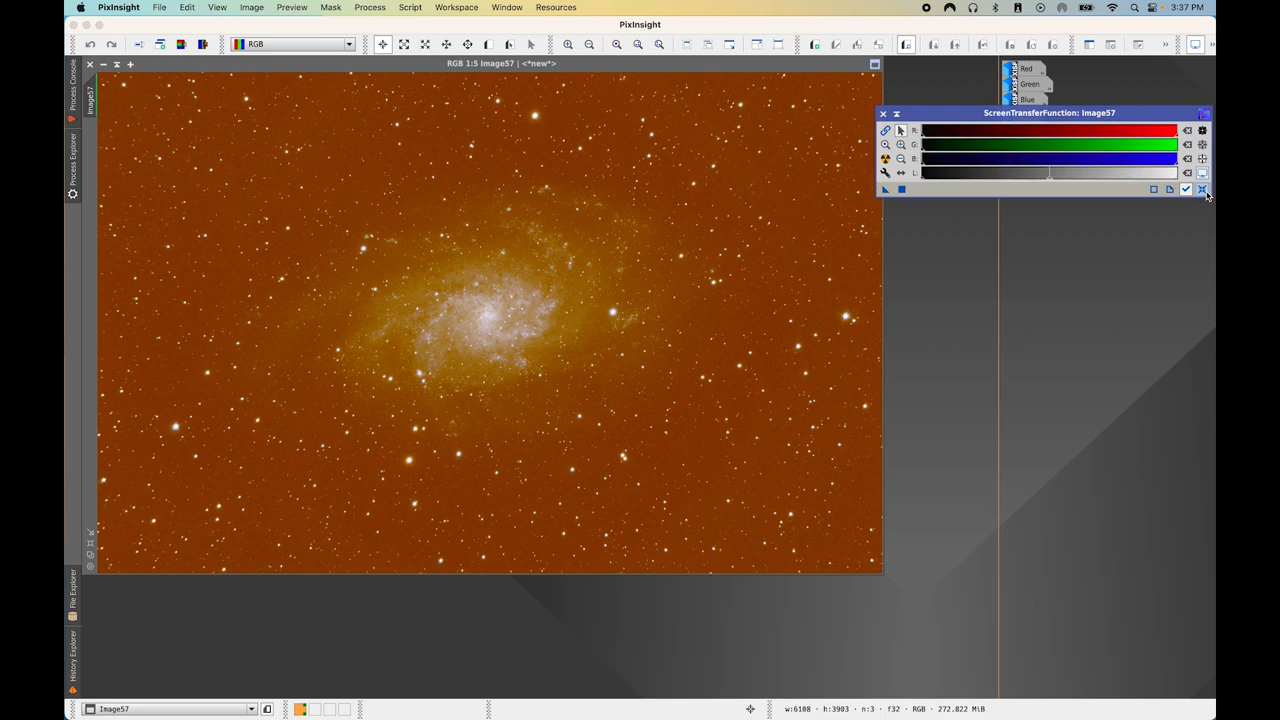 PixInsight File Edit View Image Preview Mask Process Script Workspace Window Resources 3:37 PM
PixInsight
RGB
RGB 1:5 Image57 | <*new*>
Process Console
Image57
Process Explorer
File Explorer
History Explorer
Red
Green
Blue
ScreenTransferFunction: Image57
R:
G:
B:
L:
Image57
w:6108 · h:3903 · n:3 · f32 · RGB · 272.822 MiB